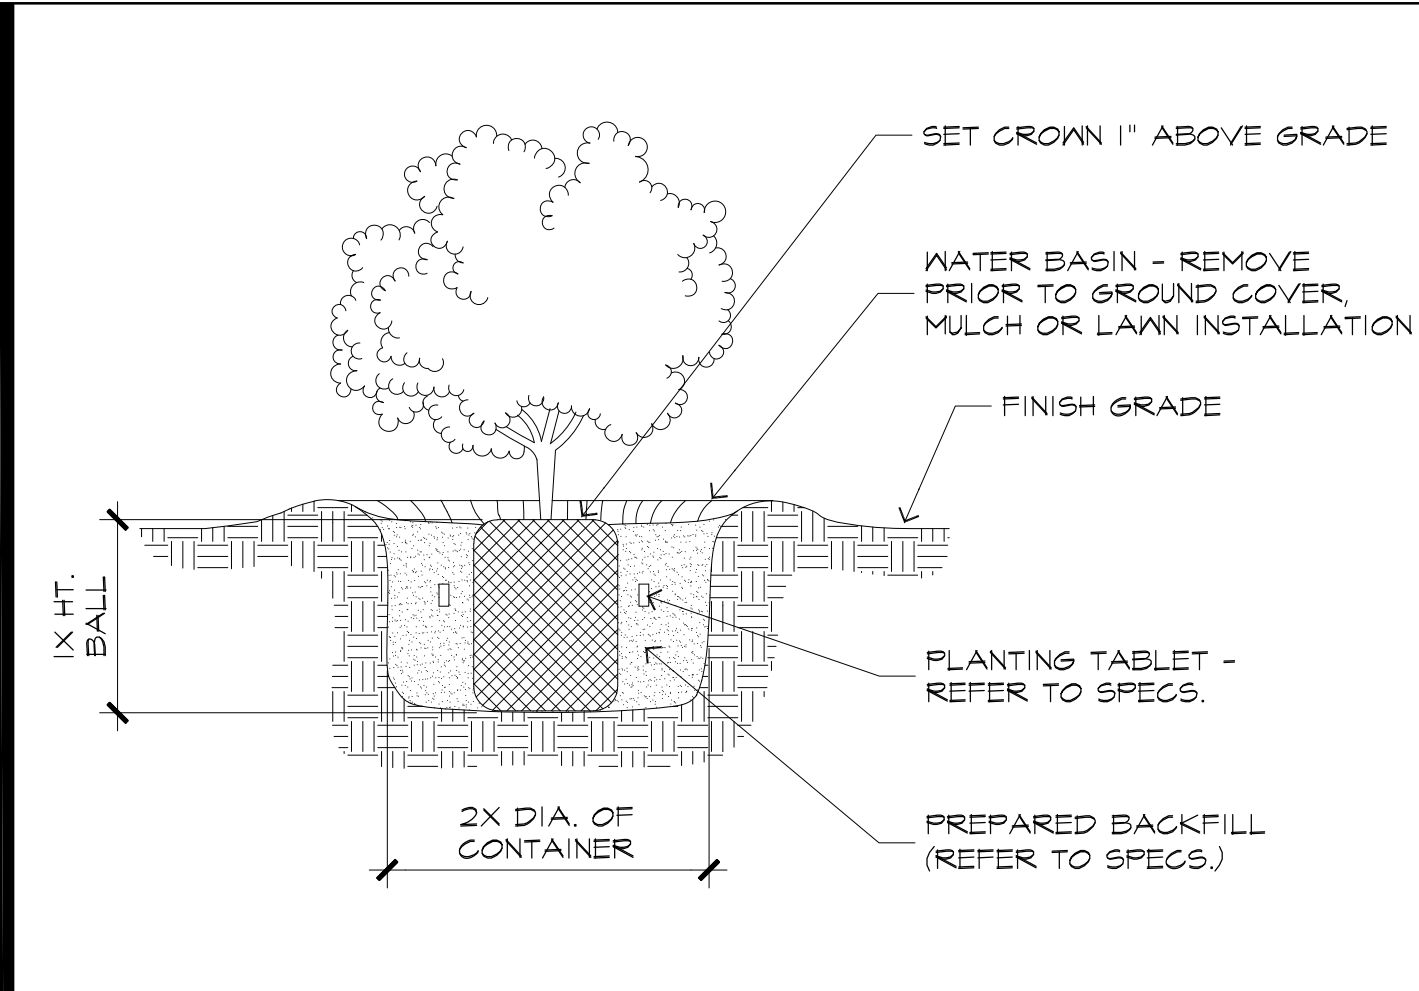 SET CROWN 1" ABOVE GRADE
WATER BASIN - REMOVE
PRIOR TO GROUND COVER,
MULCH OR LAWN INSTALLATION
FINISH GRADE
1X HT.
BALL
PLANTING TABLET -
REFER TO SPECS.
2X DIA. OF
CONTAINER
PREPARED BACKFILL
(REFER TO SPECS.)